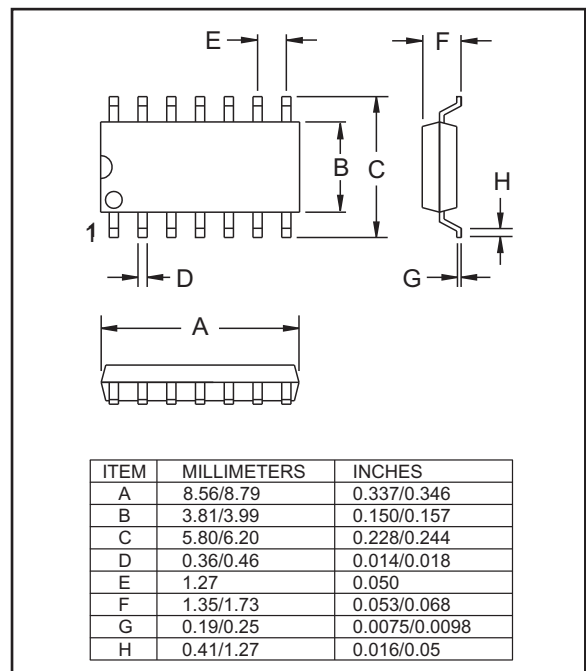 E
F
B
C
H
1
D
G
A
ITEM MILLIMETERS INCHES
A 8.56/8.79 0.337/0.346
B 3.81/3.99 0.150/0.157
C 5.80/6.20 0.228/0.244
D 0.36/0.46 0.014/0.018
E 1.27 0.050
F 1.35/1.73 0.053/0.068
G 0.19/0.25 0.0075/0.0098
H 0.41/1.27 0.016/0.05